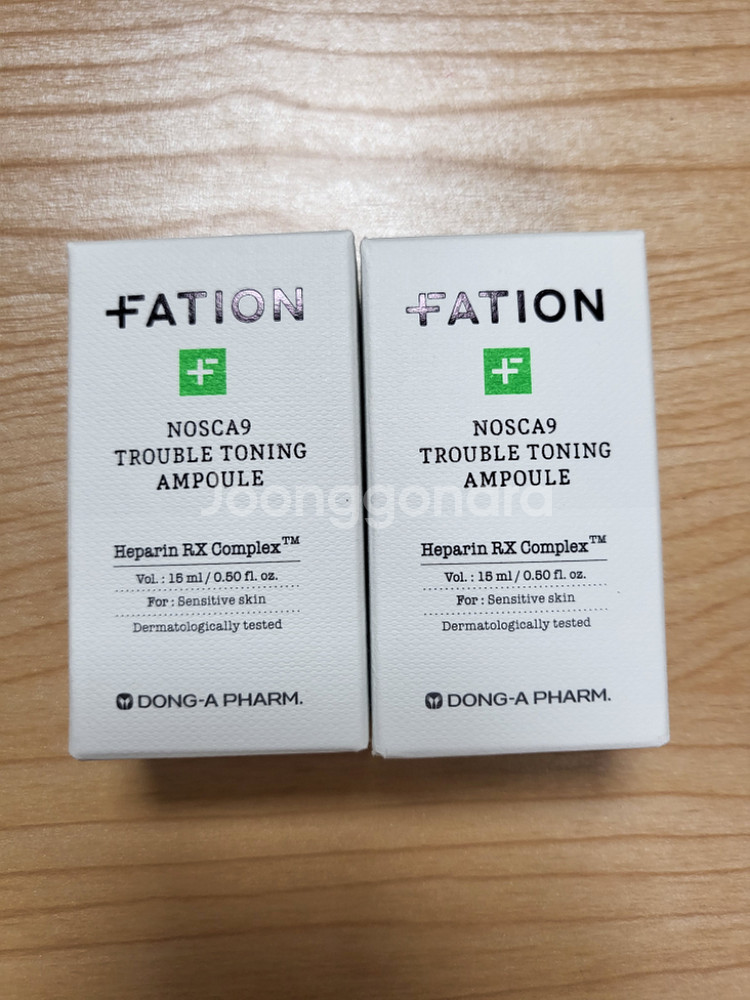 FATION
NOSCA9
TROUBLE TONING
AMPOULE
Heparin RX Complex™
Vol. : 15 ml / 0.50 fl. oz.
For : Sensitive skin
Dermatologically tested
DONG-A PHARM.
FATION
NOSCA9
TROUBLE TONING
AMPOULE
Heparin RX Complex™
Vol. : 15 ml / 0.50 fl. oz.
For : Sensitive skin
Dermatologically tested
DONG-A PHARM.
Joonggonara